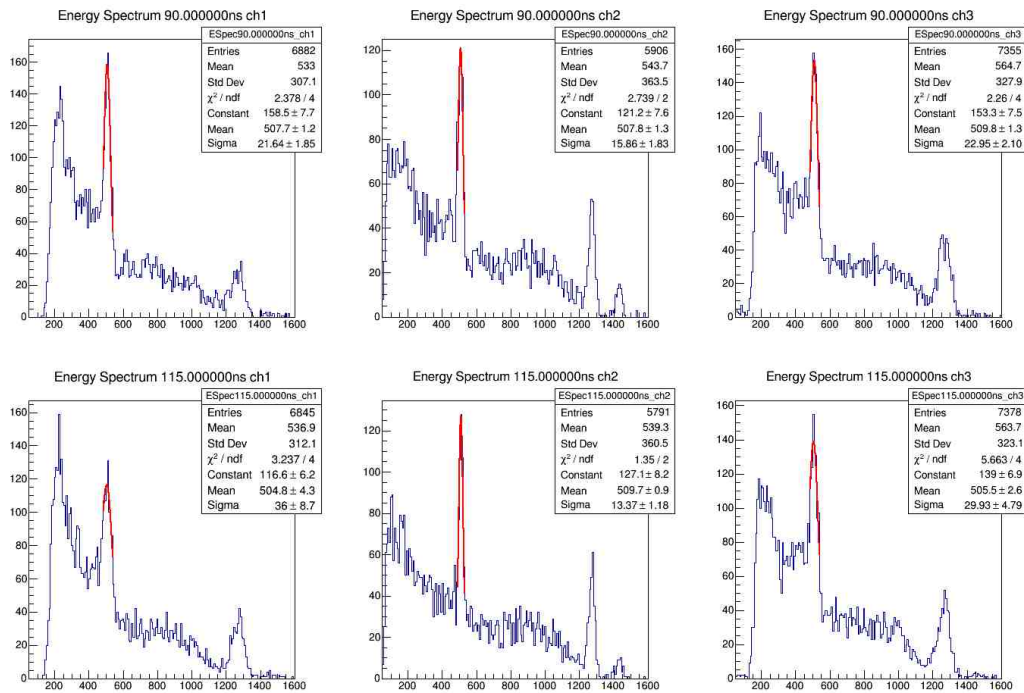 Energy Spectrum 90.000000ns ch1
ESpec90.000000ns_ch1
Entries 6882
Mean 533
Std Dev 307.1
χ² / ndf 2.378 / 4
Constant 158.5 ± 7.7
Mean 507.7 ± 1.2
Sigma 21.64 ± 1.85
160
140
120
100
80
60
40
20
0
200 400 600 800 1000 1200 1400 1600
Energy Spectrum 90.000000ns ch2
ESpec90.000000ns_ch2
Entries 5906
Mean 543.7
Std Dev 363.5
χ² / ndf 2.739 / 2
Constant 121.2 ± 7.6
Mean 507.8 ± 1.3
Sigma 15.86 ± 1.83
120
100
80
60
40
20
0
200 400 600 800 1000 1200 1400 1600
Energy Spectrum 90.000000ns ch3
ESpec90.000000ns_ch3
Entries 7355
Mean 564.7
Std Dev 327.9
χ² / ndf 2.26 / 4
Constant 153.3 ± 7.5
Mean 509.8 ± 1.3
Sigma 22.95 ± 2.10
160
140
120
100
80
60
40
20
0
200 400 600 800 1000 1200 1400 1600
Energy Spectrum 115.000000ns ch1
ESpec115.000000ns_ch1
Entries 6845
Mean 536.9
Std Dev 312.1
χ² / ndf 3.237 / 4
Constant 116.6 ± 6.2
Mean 504.8 ± 4.3
Sigma 36 ± 8.7
160
140
120
100
80
60
40
20
0
200 400 600 800 1000 1200 1400 1600
Energy Spectrum 115.000000ns ch2
ESpec115.000000ns_ch2
Entries 5791
Mean 539.3
Std Dev 360.5
χ² / ndf 1.35 / 2
Constant 127.1 ± 8.2
Mean 509.7 ± 0.9
Sigma 13.37 ± 1.18
120
100
80
60
40
20
0
200 400 600 800 1000 1200 1400 1600
Energy Spectrum 115.000000ns ch3
ESpec115.000000ns_ch3
Entries 7378
Mean 563.7
Std Dev 323.1
χ² / ndf 5.663 / 4
Constant 139 ± 6.9
Mean 505.5 ± 2.6
Sigma 29.93 ± 4.79
160
140
120
100
80
60
40
20
0
200 400 600 800 1000 1200 1400 1600